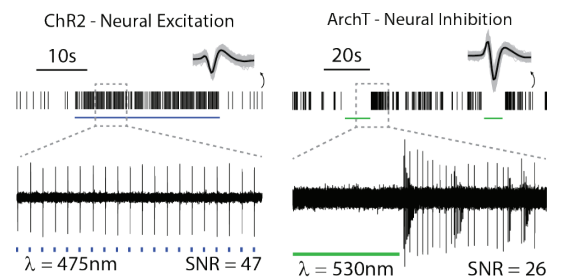 ChR2 - Neural Excitation
10s
λ = 475nm
SNR = 47
ArchT - Neural Inhibition
20s
λ = 530nm
SNR = 26